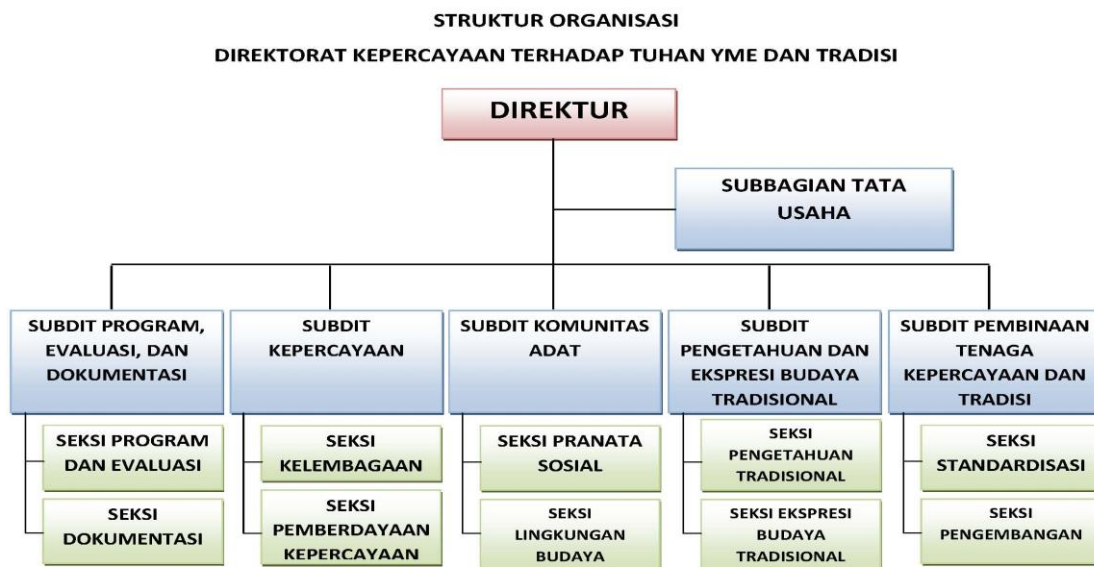 STRUKTUR ORGANISASI
DIREKTORAT KEPERCAYAAN TERHADAP TUHAN YME DAN TRADISI
DIREKTUR
SUBBAGIAN TATA
USAHA
SUBDIT PROGRAM,
EVALUASI, DAN
DOKUMENTASI
SUBDIT
KEPERCAYAAN
SUBDIT KOMUNITAS
ADAT
SUBDIT
PENGETAHUAN DAN
EKSPRESI BUDAYA
TRADISIONAL
SUBDIT PEMBINAAN
TENAGA
KEPERCAYAAN DAN
TRADISI
SEKSI PROGRAM
DAN EVALUASI
SEKSI
DOKUMENTASI
SEKSI
KELEMBAGAAN
SEKSI
PEMBERDAYAAN
KEPERCAYAAN
SEKSI PRANATA
SOSIAL
SEKSI
LINGKUNGAN
BUDAYA
SEKSI
PENGETAHUAN
TRADISIONAL
SEKSI EKSPRESI
BUDAYA
TRADISIONAL
SEKSI
STANDARDISASI
SEKSI
PENGEMBANGAN